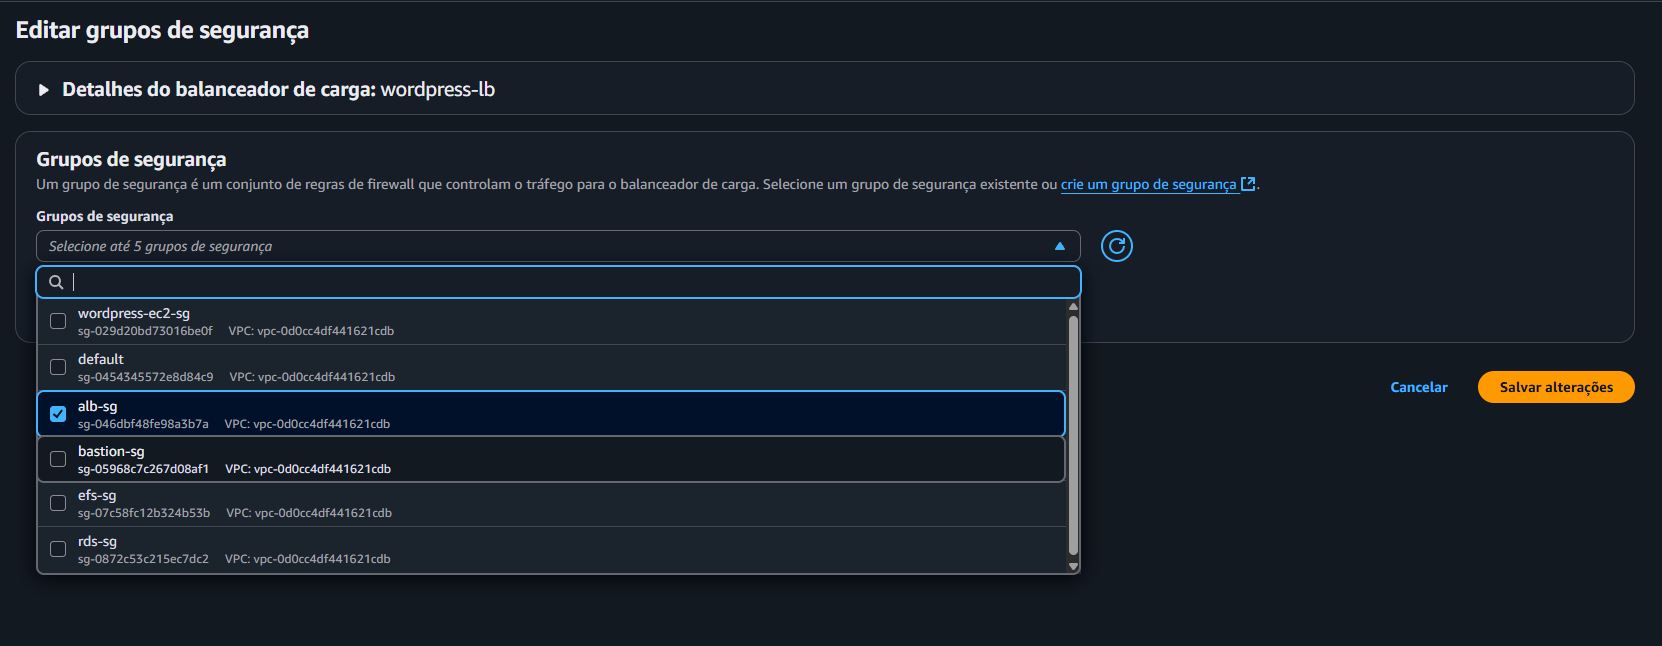 Editar grupos de segurança
Detalhes do balanceador de carga: wordpress-lb
Grupos de segurança
Um grupo de segurança é um conjunto de regras de firewall que controlam o tráfego para o balanceador de carga. Selecione um grupo de segurança existente ou crie um grupo de segurança.
Grupos de segurança
Selecione até 5 grupos de segurança
wordpress-ec2-sg
sg-029d20bd73016be0f VPC: vpc-0d0cc4df441621cdb
default
sg-0454345572e8d84c9 VPC: vpc-0d0cc4df441621cdb
alb-sg
sg-046dbf48fe98a3b7a VPC: vpc-0d0cc4df441621cdb
bastion-sg
sg-05968c7c267d08af1 VPC: vpc-0d0cc4df441621cdb
efs-sg
sg-07c58fc12b324b53b VPC: vpc-0d0cc4df441621cdb
rds-sg
sg-0872c53c215ec7dc2 VPC: vpc-0d0cc4df441621cdb
Cancelar
Salvar alterações